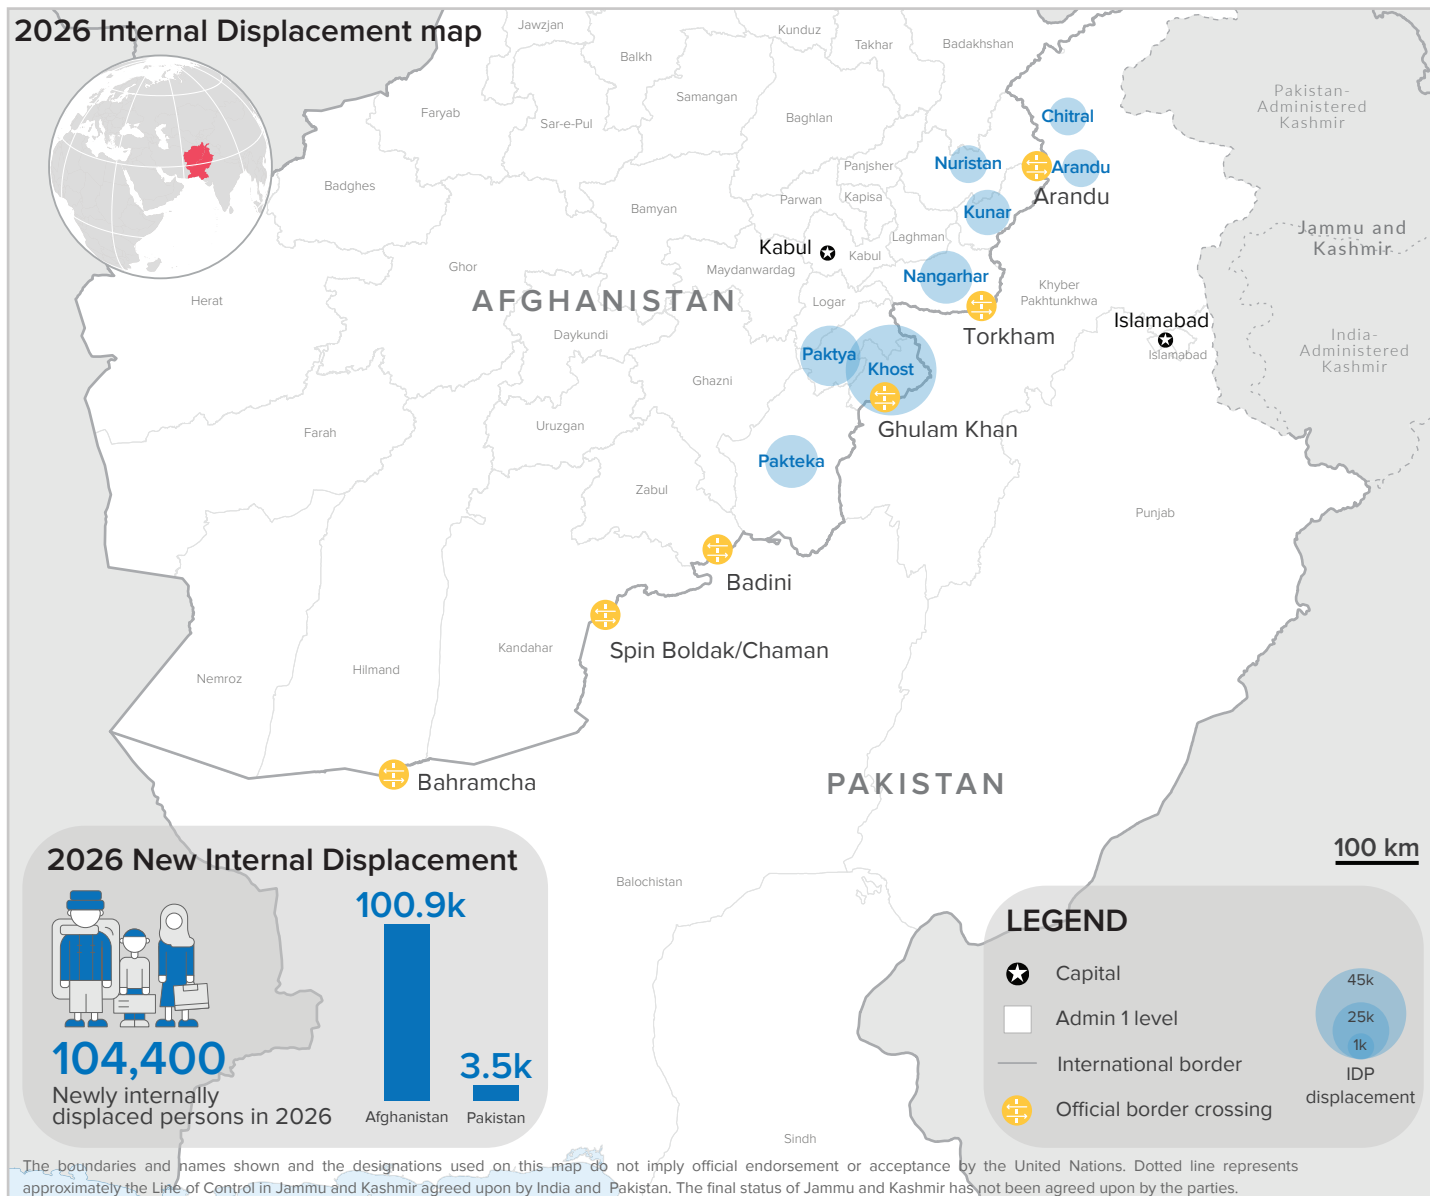 2026 Internal Displacement map
Jawzjan
Kunduz
Takhar
Badakhshan
Balkh
Samangan
Faryab
Sar-e-Pul
Baghlan
Pakistan-
Administered
Kashmir
Chitral
Nuristan
Arandu
Arandu
Panjsher
Badghes
Parwan
Kapisa
Bamyan
Kunar
Laghman
Jammu and
Kashmir
Kabul
Kabul
Maydanwardag
Ghor
Nangarhar
Herat
AFGHANISTAN
Logar
Khyber
Pakhtunkhwa
Islamabad
Islamabad
Torkham
India-
Administered
Kashmir
Daykundi
Paktya
Khost
Ghazni
Ghulam Khan
Uruzgan
Farah
Pakteka
Zabul
Punjab
Badini
Spin Boldak/Chaman
Kandahar
Hilmand
Nemroz
Bahramcha
PAKISTAN
Balochistan
Sindh
100 km
2026 New Internal Displacement
104,400
Newly internally
displaced persons in 2026
100.9k
3.5k
Afghanistan
Pakistan
LEGEND
Capital
Admin 1 level
International border
Official border crossing
45k
25k
1k
IDP
displacement
The boundaries and names shown and the designations used on this map do not imply official endorsement or acceptance by the United Nations. Dotted line represents
approximately the Line of Control in Jammu and Kashmir agreed upon by India and Pakistan. The final status of Jammu and Kashmir has not been agreed upon by the parties.